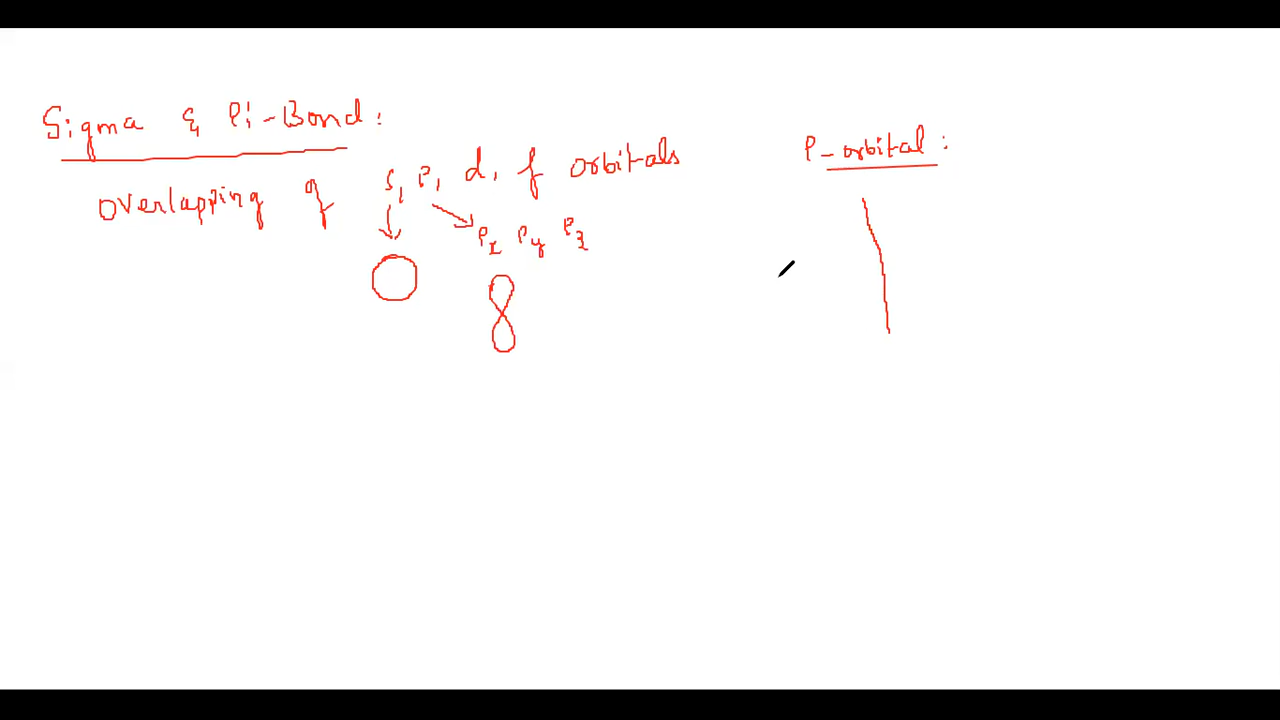 Sigma & Pi-Bond:
overlapping of s, p, d, f orbitals
Px Py Pz
P-orbital: